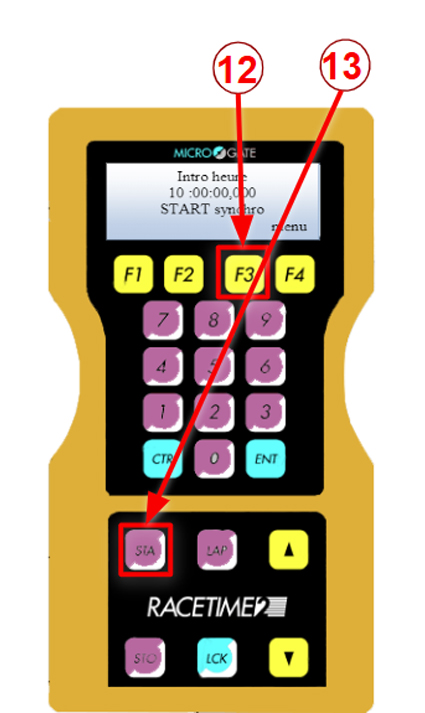 12 13
MICROGATE
Intro heure
10 :00:00,000
START synchro
menu
F1 F2 F3 F4
7 8 9
4 5 6
1 2 3
CTR 0 ENT
STA LAP ▲
RACETIME2
STO LCK ▼